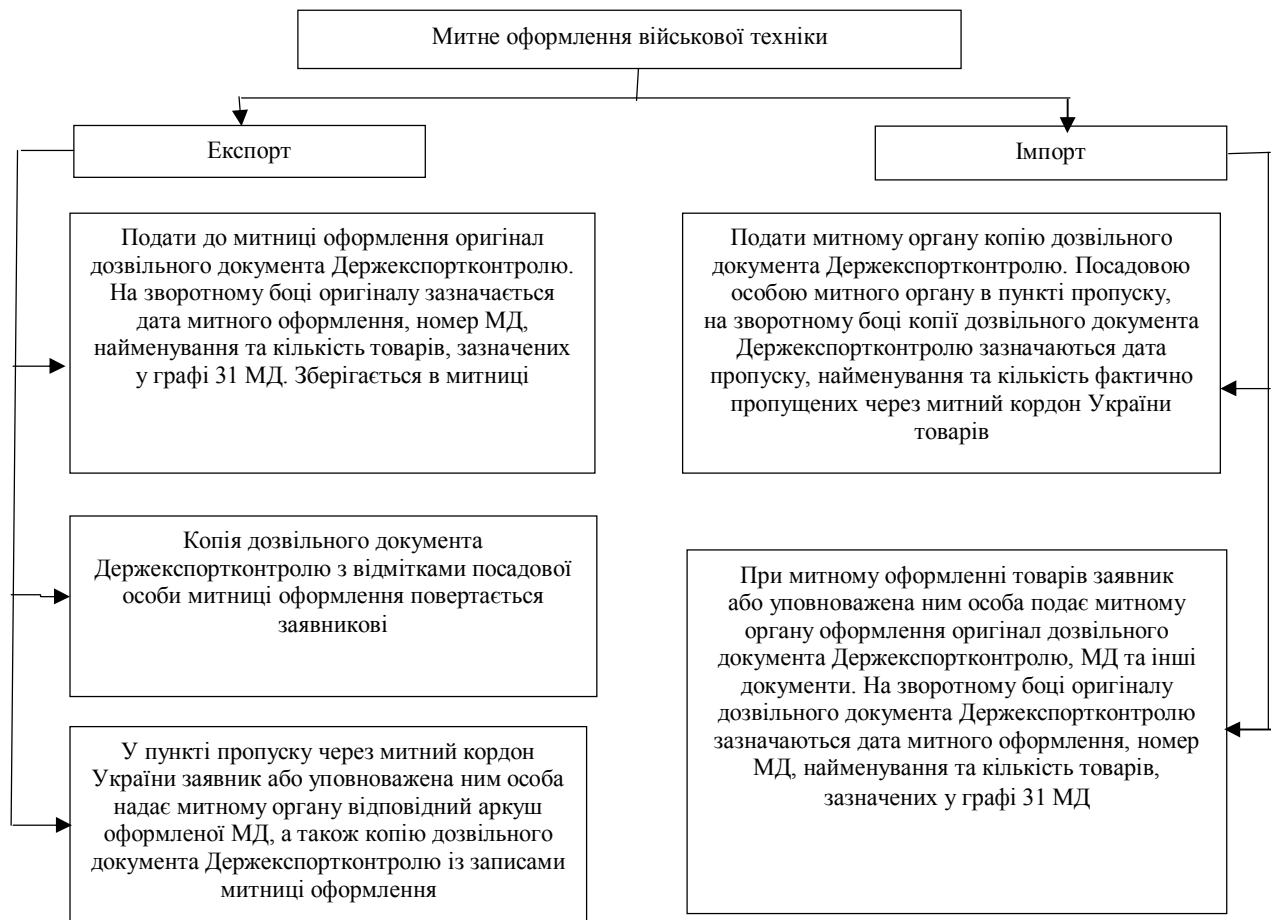 Митне оформлення військової техніки
Експорт
Подати до митниці оформлення оригінал
дозвільного документа Держекспортконтролю.
На зворотному боці оригіналу зазначається
дата митного оформлення, номер МД,
найменування та кількість товарів, зазначених
у графі 31 МД. Зберігається в митниці
Копія дозвільного документа
Держекспортконтролю з відмітками посадової
особи митниці оформлення повертається
заявникові
У пункті пропуску через митний кордон
України заявник або уповноважена ним особа
надає митному органу відповідний аркуш
оформленої МД, а також копію дозвільного
документа Держекспортконтролю із записами
митниці оформлення
Імпорт
Подати митному органу копію дозвільного
документа Держекспортконтролю. Посадовою
особою митного органу в пункті пропуску,
на зворотному боці копії дозвільного документа
Держекспортконтролю зазначаються дата
пропуску, найменування та кількість фактично
пропущених через митний кордон України
товарів
При митному оформленні товарів заявник
або уповноважена ним особа подає митному
органу оформлення оригінал дозвільного
документа Держекспортконтролю, МД та інші
документи. На зворотному боці оригіналу
дозвільного документа Держекспортконтролю
зазначаються дата митного оформлення, номер
МД, найменування та кількість товарів,
зазначених у графі 31 МД